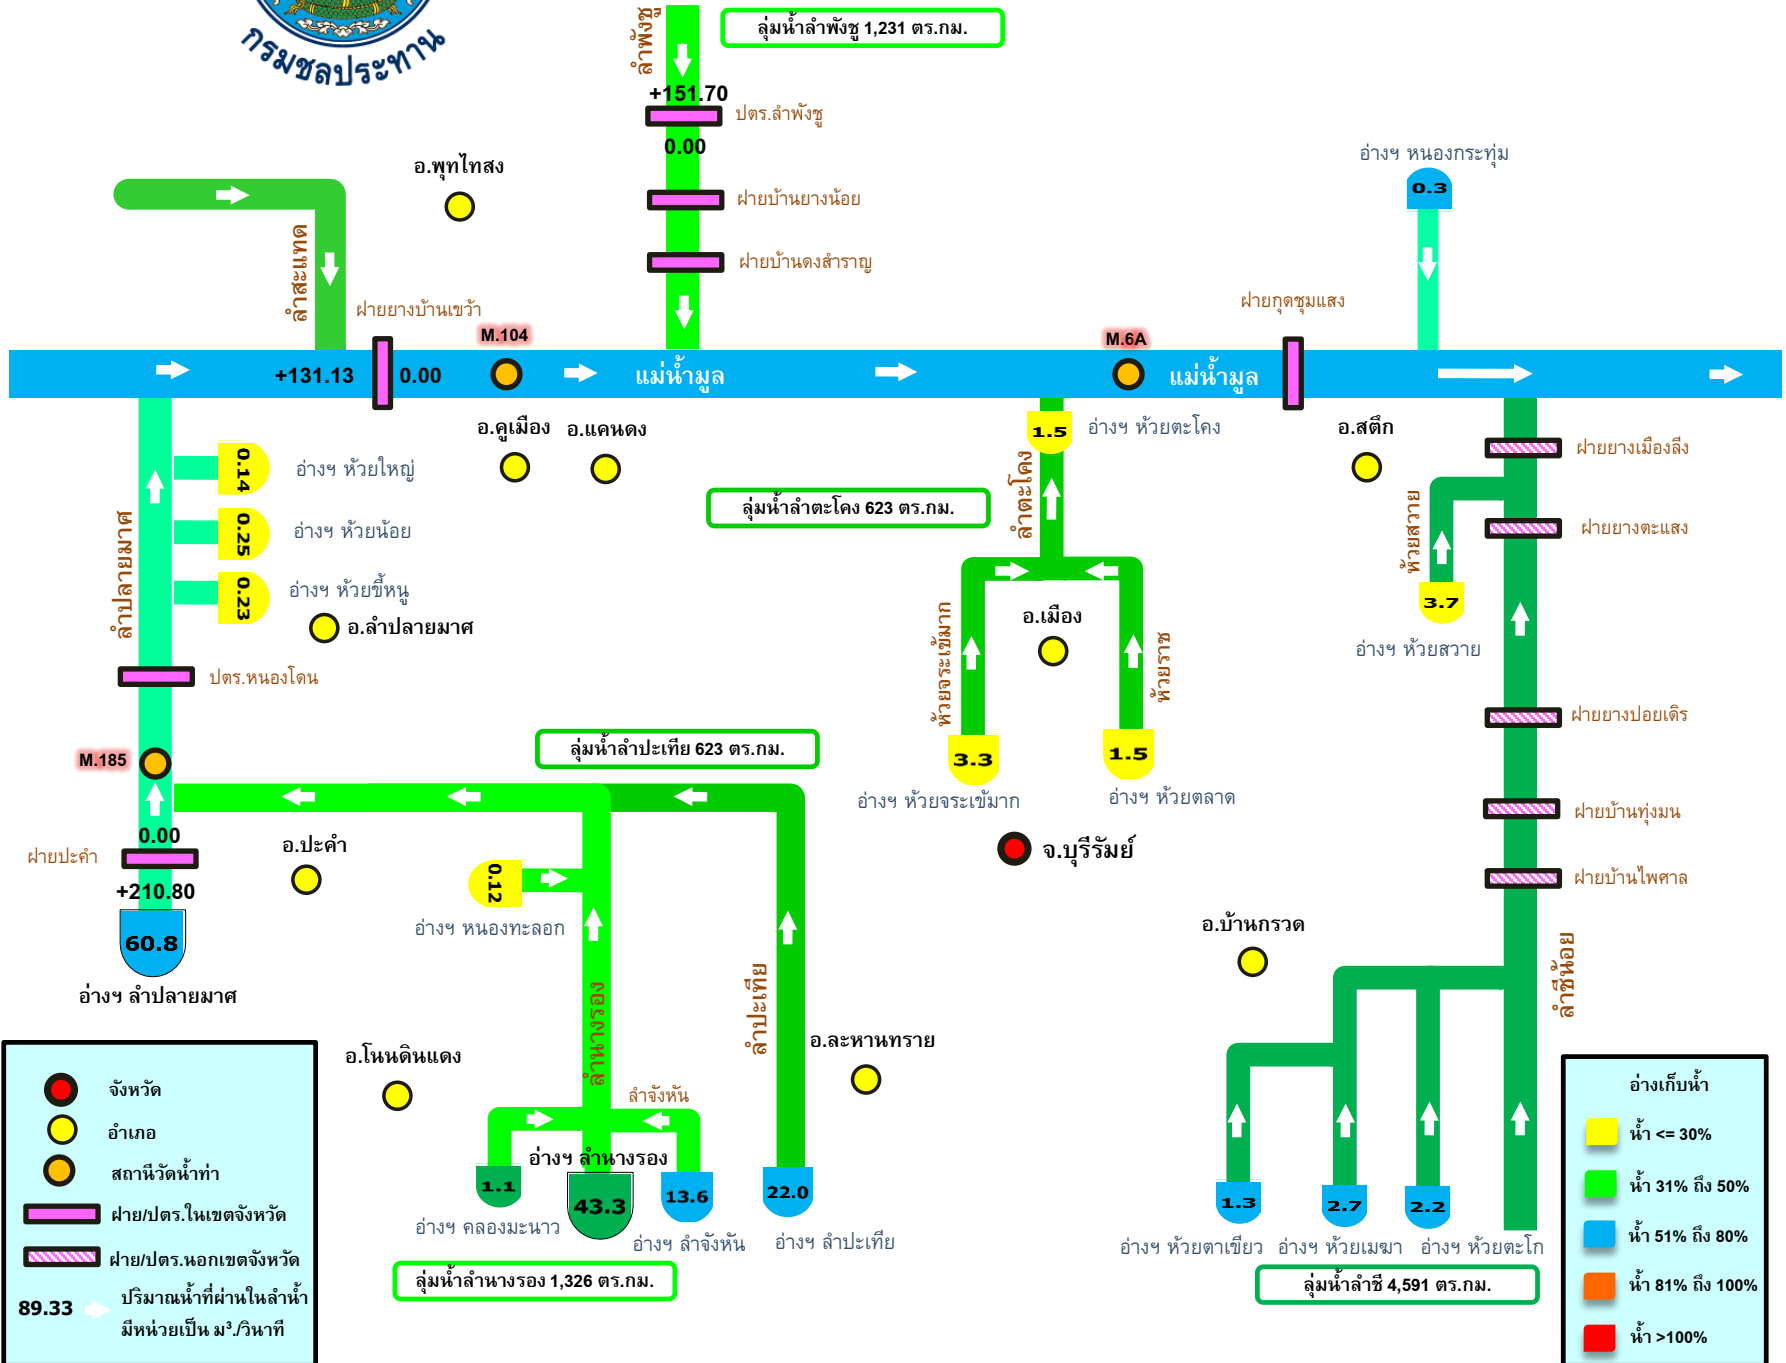 กรมชลประทาน
ลำพังชู
ลุ่มน้ำลำพังชู 1,231 ตร.กม.
+151.70
ปตร.ลำพังชู
0.00
อ.พุทไทสง
ฝายบ้านยางน้อย
อ่างฯ หนองกระทุ่ม
0.3
ลำสะแทด
ฝายบ้านดงสำราญ
ฝายยางบ้านเขว้า
M.104
ฝายกุดชุมแสง
M.6A
+131.13
0.00
แม่น้ำมูล
แม่น้ำมูล
อ.คูเมือง
อ.แคนดง
1.5
อ่างฯ ห้วยตะโคง
อ.สตึก
ฝายยางเมืองลีง
0.14
อ่างฯ ห้วยใหญ่
ลำตะโคง
ลุ่มน้ำลำตะโคง 623 ตร.กม.
0.25
อ่างฯ ห้วยน้อย
ห้วยสวาย
ฝายยางตะแสง
ลำปลายมาศ
0.23
อ่างฯ ห้วยขี้หนู
3.7
อ.ลำปลายมาศ
อ.เมือง
อ่างฯ ห้วยสวาย
ห้วยจระเข้มาก
ห้วยราช
ปตร.หนองโดน
ฝายยางปอยเดิร
M.185
ลุ่มน้ำลำปะเทีย 623 ตร.กม.
3.3
1.5
อ่างฯ ห้วยจระเข้มาก
อ่างฯ ห้วยตลาด
ฝายบ้านทุ่งมน
0.00
ฝายปะคำ
อ.ปะคำ
จ.บุรีรัมย์
+210.80
0.12
ฝายบ้านไพศาล
อ่างฯ หนองทะลอก
อ.บ้านกรวด
60.8
อ่างฯ ลำปลายมาศ
ลำนางรอง
ลำปะเทีย
ลำชีน้อย
อ.โนนดินแดง
อ.ละหานทราย
ลำจังหัน
อ่างฯ ลำนางรอง
1.1
43.3
13.6
22.0
1.3
2.7
2.2
อ่างฯ คลองมะนาว
อ่างฯ ลำจังหัน
อ่างฯ ลำปะเทีย
อ่างฯ ห้วยตาเขียว
อ่างฯ ห้วยเมฆา
อ่างฯ ห้วยตะโก
ลุ่มน้ำลำนางรอง 1,326 ตร.กม.
ลุ่มน้ำลำชี 4,591 ตร.กม.
จังหวัด
อำเภอ
สถานีวัดน้ำท่า
ฝาย/ปตร.ในเขตจังหวัด
ฝาย/ปตร.นอกเขตจังหวัด
89.33
ปริมาณน้ำที่ผ่านในลำน้ำ
มีหน่วยเป็น ม³./วินาที
อ่างเก็บน้ำ
น้ำ <= 30%
น้ำ 31% ถึง 50%
น้ำ 51% ถึง 80%
น้ำ 81% ถึง 100%
น้ำ >100%